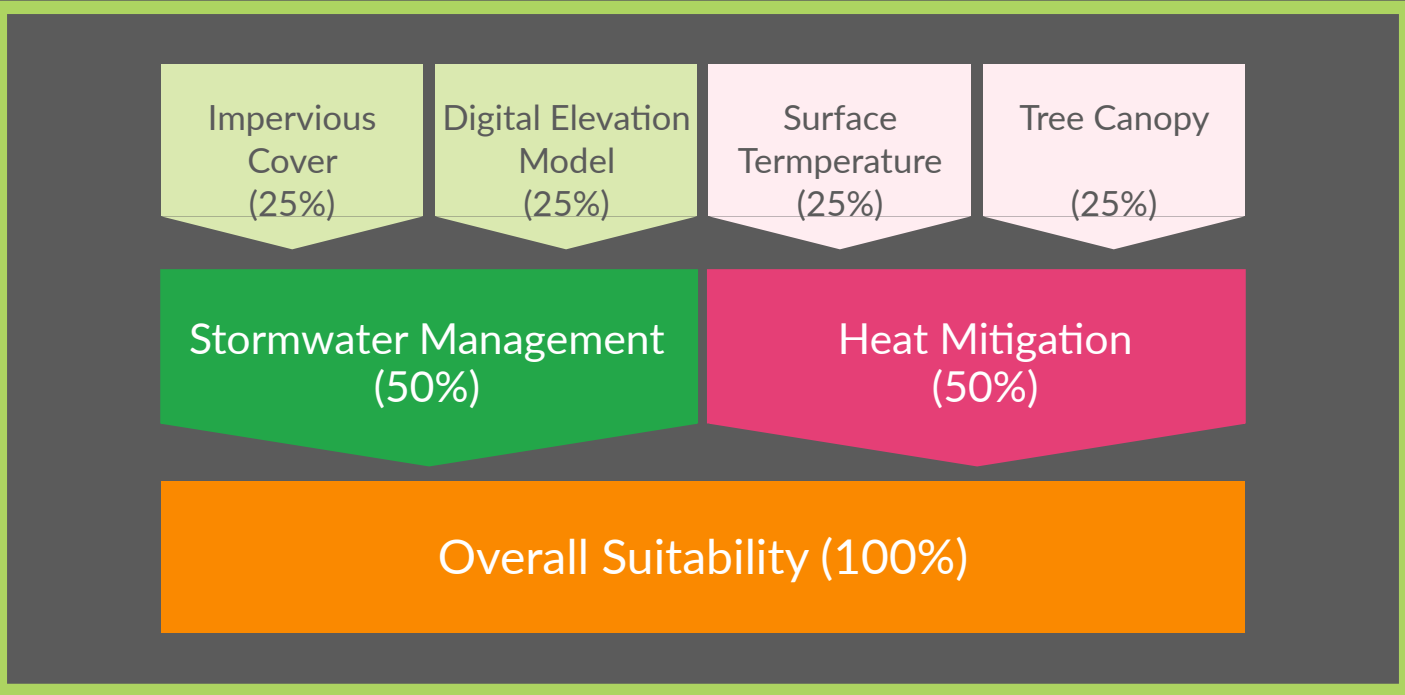 Impervious
Cover
(25%)
Digital Elevation
Model
(25%)
Surface
Termperature
(25%)
Tree Canopy
(25%)
Stormwater Management
(50%)
Heat Mitigation
(50%)
Overall Suitability (100%)